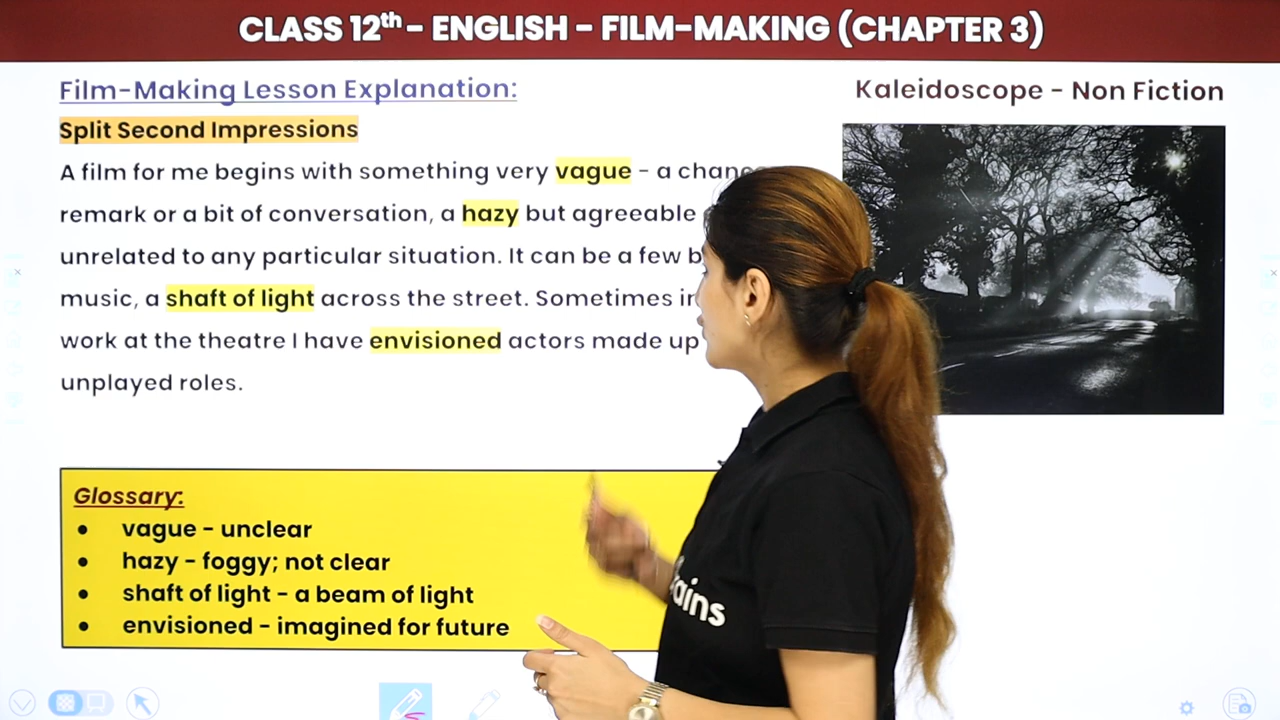 CLASS 12th - ENGLISH - FILM-MAKING (CHAPTER 3)
Film-Making Lesson Explanation:
Kaleidoscope - Non Fiction
Split Second Impressions
A film for me begins with something very vague - a
remark or a bit of conversation, a hazy but agreeable
unrelated to any particular situation. It can be a few
music, a shaft of light across the street. Sometimes
work at the theatre I have envisioned actors made up
unplayed roles.
Glossary:
● vague - unclear
● hazy - foggy; not clear
● shaft of light - a beam of light
● envisioned - imagined for future